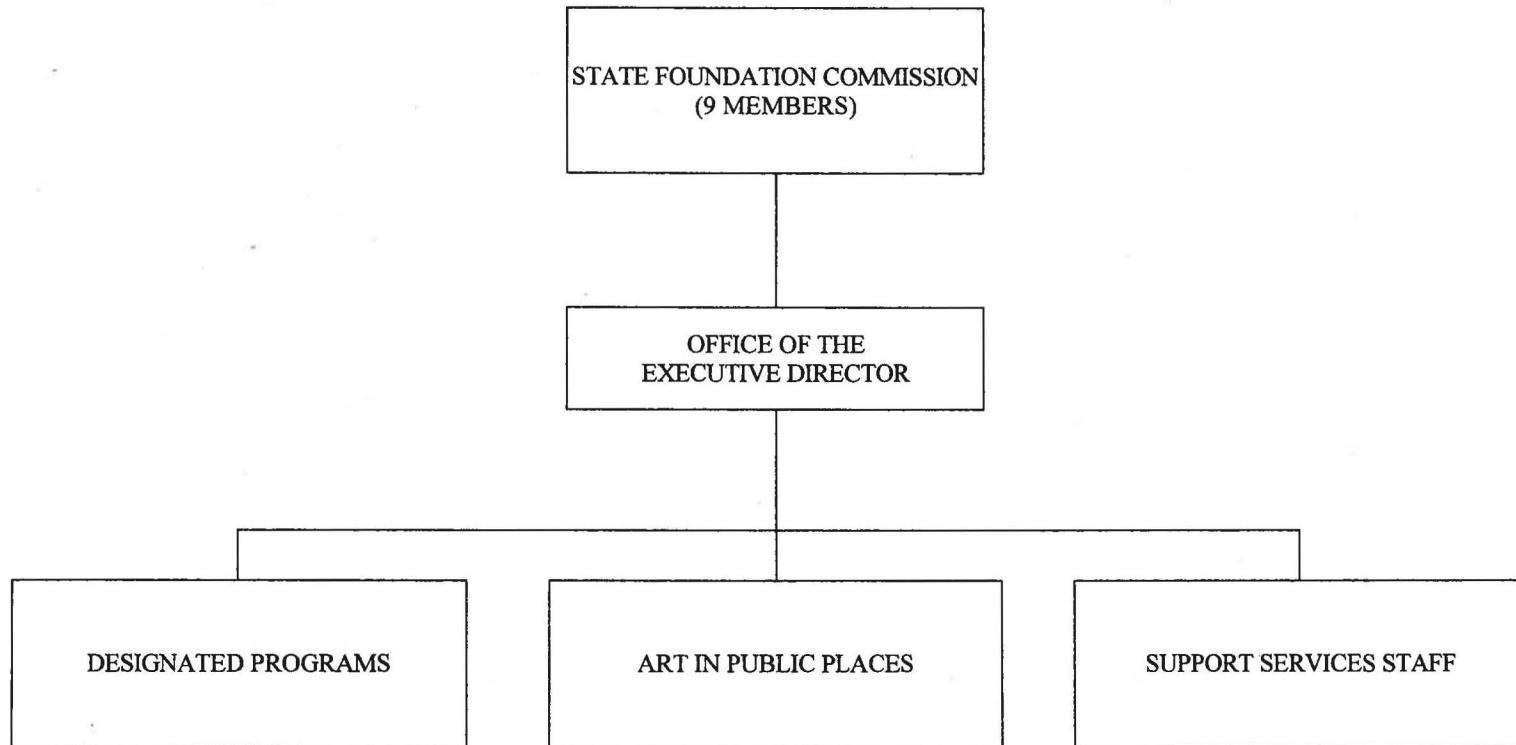 STATE FOUNDATION COMMISSION
(9 MEMBERS)
OFFICE OF THE
EXECUTIVE DIRECTOR
DESIGNATED PROGRAMS
ART IN PUBLIC PLACES
SUPPORT SERVICES STAFF